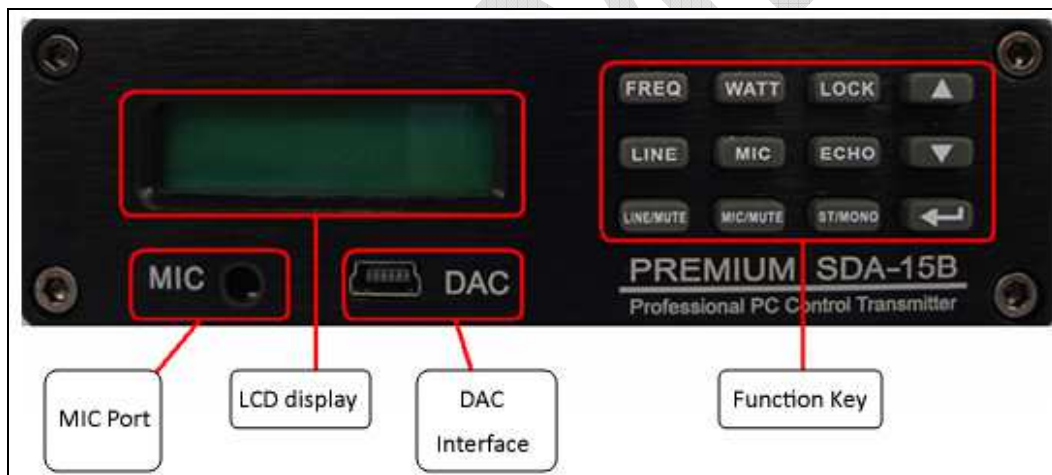 FREQ WATT LOCK ▲
LINE MIC ECHO ▼
LINE/MUTE MIC/MUTE ST/MONO ↵
MIC
DAC
PREMIUM SDA-15B
Professional PC Control Transmitter
MIC Port
LCD display
DAC
Interface
Function Key